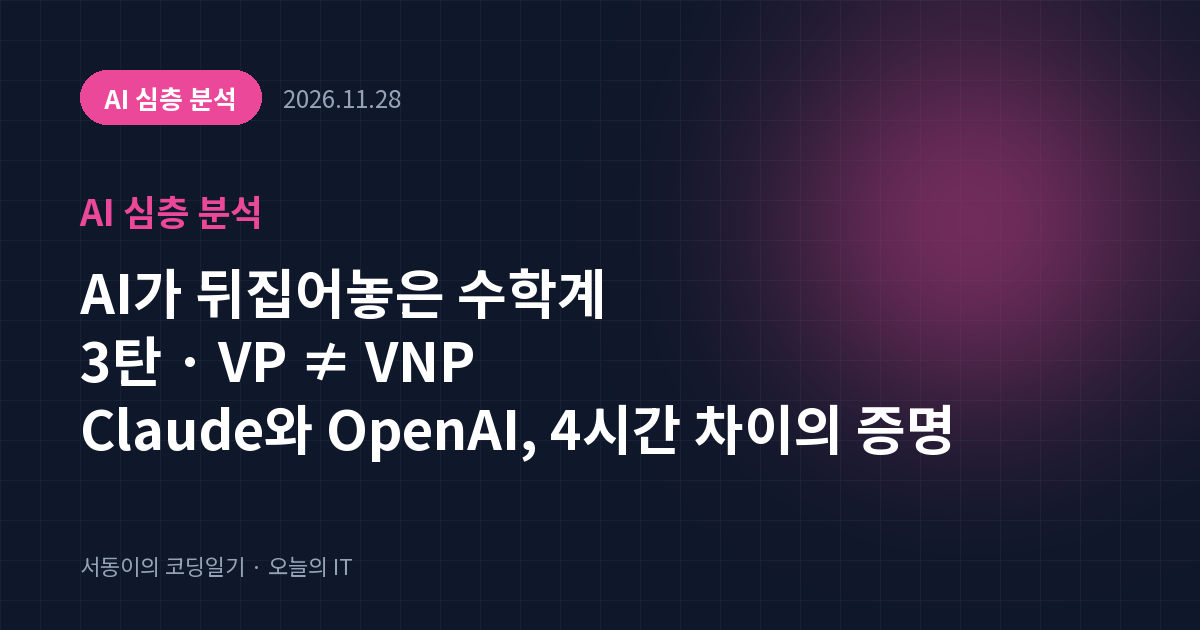 AI 심층 분석
2026.11.28
AI 심층 분석
AI가 뒤집어놓은 수학계
3탄 · VP ≠ VNP
Claude와 OpenAI, 4시간 차이의 증명
서동이의 코딩일기 · 오늘의 IT